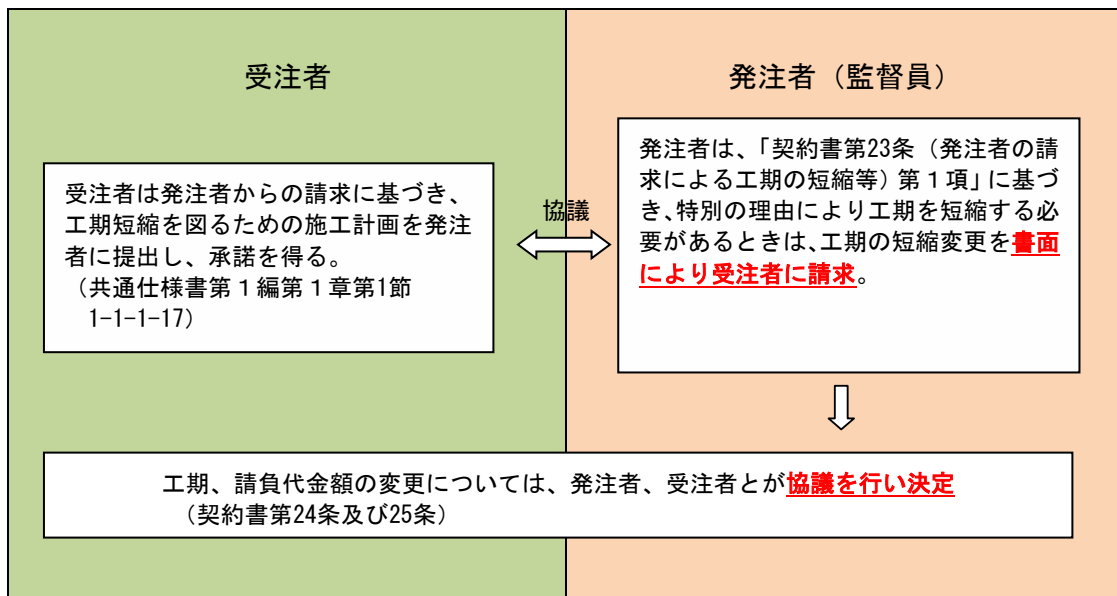 受注者
発注者（監督員）
受注者は発注者からの請求に基づき、
工期短縮を図るための施工計画を発注
者に提出し、承諾を得る。
（共通仕様書第１編第１章第1節
1-1-1-17）
協議
発注者は、「契約書第23条（発注者の請
求による工期の短縮等）第１項」に基づ
き、特別の理由により工期を短縮する必
要があるときは、工期の短縮変更を書面
により受注者に請求。
工期、請負代金額の変更については、発注者、受注者とが協議を行い決定
（契約書第24条及び25条）